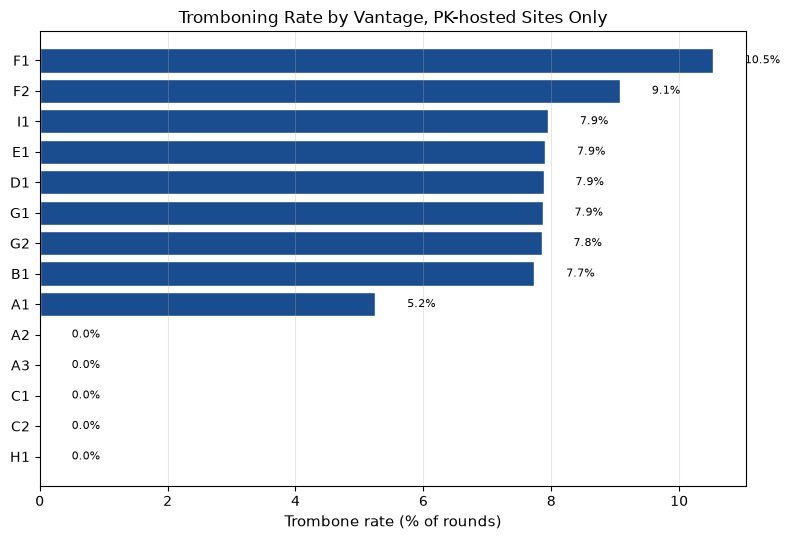 Tromboning Rate by Vantage, PK-hosted Sites Only
F1 10.5%
F2 9.1%
I1 7.9%
E1 7.9%
D1 7.9%
G1 7.9%
G2 7.8%
B1 7.7%
A1 5.2%
A2 0.0%
A3 0.0%
C1 0.0%
C2 0.0%
H1 0.0%
0 2 4 6 8 10
Trombone rate (% of rounds)